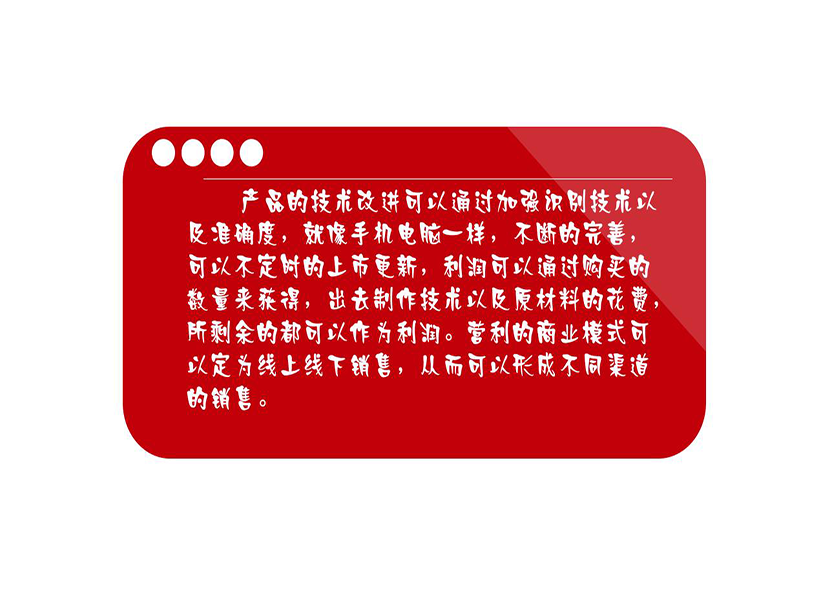 产品的技术改进可以通过加强识别技术以
及准确度，就像手机电脑一样，不断的完善，
可以不定时的上市更新，利润可以通过购买的
数量来获得，出去制作技术以及原材料的花费，
所剩余的都可以作为利润。营利的商业模式可
以定为线上线下销售，从而可以形成不同渠道
的销售。